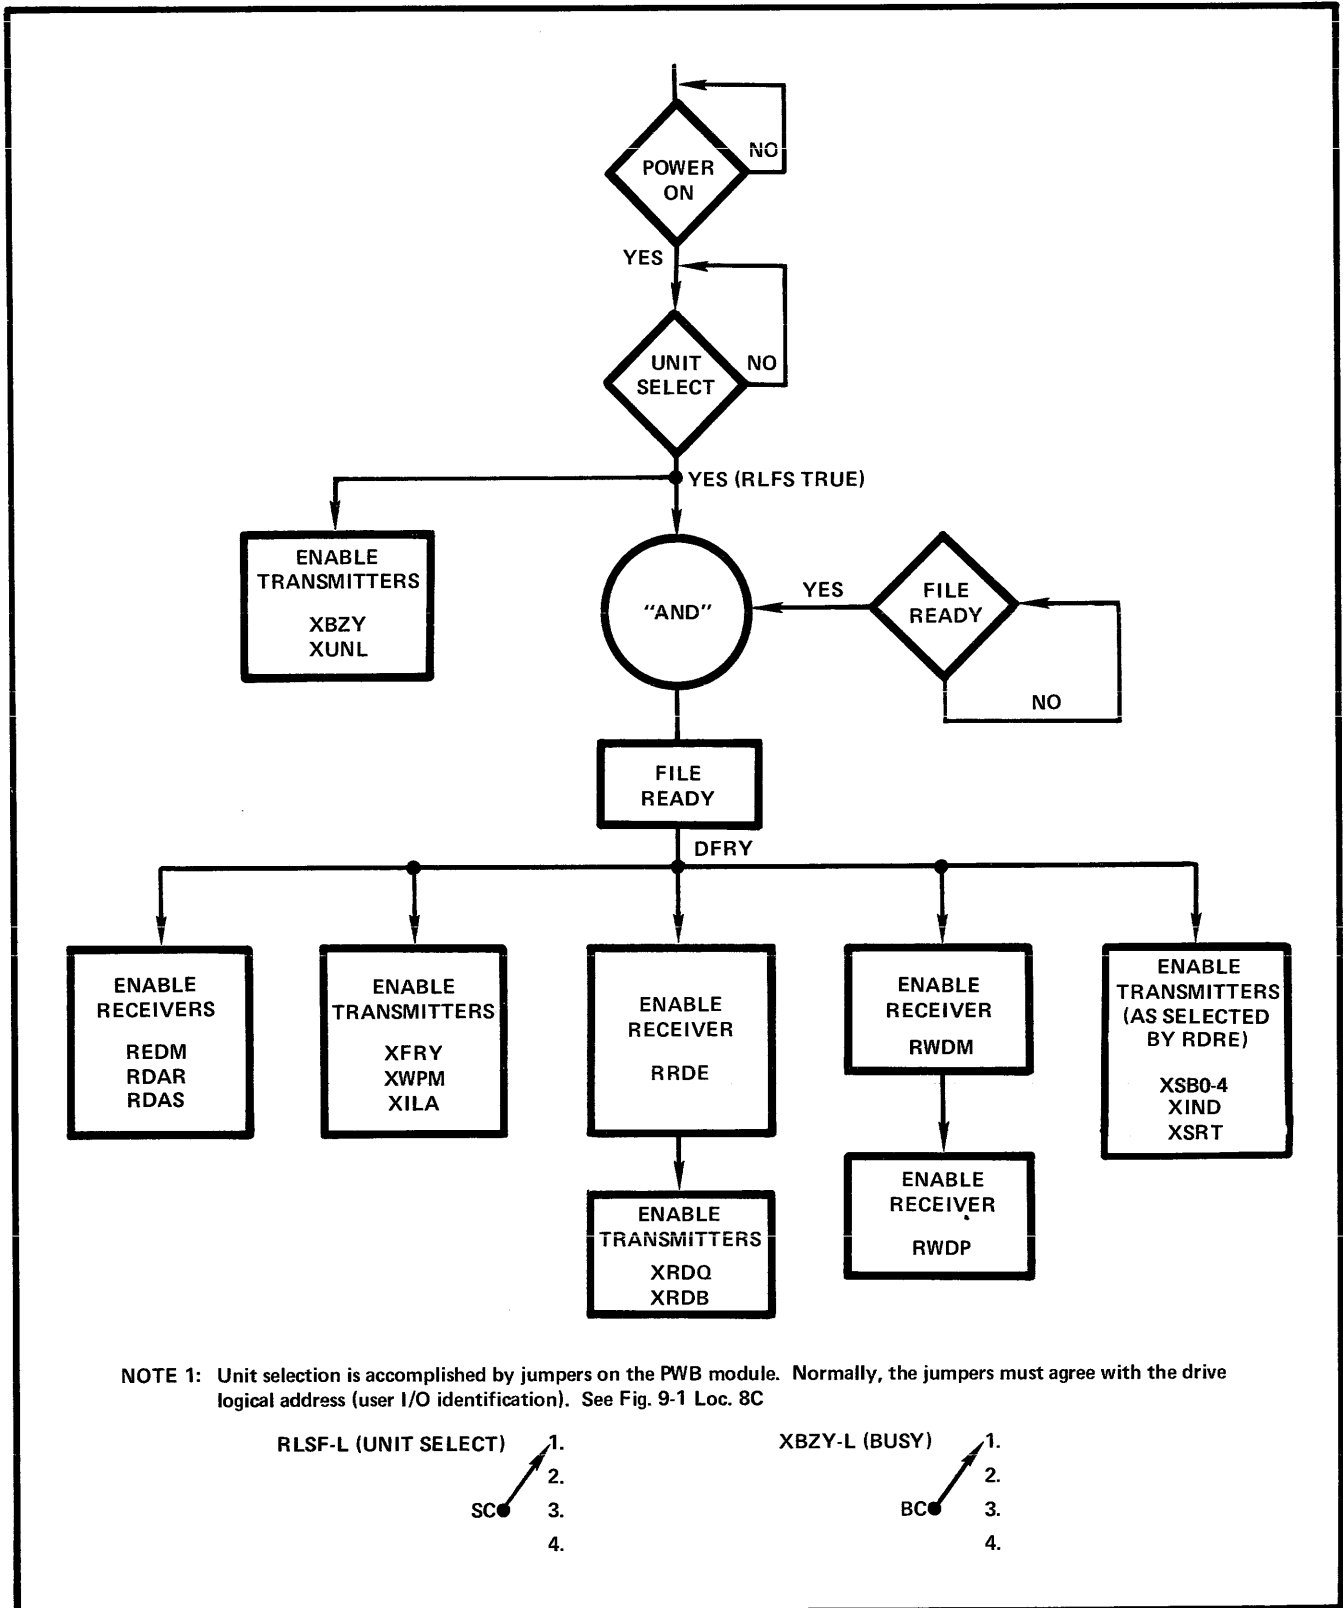 NO
POWER
ON
YES
UNIT
SELECT
NO
YES (RLFS TRUE)
ENABLE
TRANSMITTERS
XBZY
XUNL
"AND"
YES
FILE
READY
NO
FILE
READY
DFRY
ENABLE
RECEIVERS
REDM
RDAR
RDAS
ENABLE
TRANSMITTERS
XFRY
XWPM
XILA
ENABLE
RECEIVER
RRDE
ENABLE
TRANSMITTERS
XRDQ
XRDB
ENABLE
RECEIVER
RWDM
ENABLE
RECEIVER
RWDP
ENABLE
TRANSMITTERS
(AS SELECTED
BY RDRE)
XSB0-4
XIND
XSRT
NOTE 1: Unit selection is accomplished by jumpers on the PWB module. Normally, the jumpers must agree with the drive
logical address (user I/O identification). See Fig. 9-1 Loc. 8C
RLSF-L (UNIT SELECT) 1.
2.
SC 3.
4.
XBZY-L (BUSY) 1.
2.
BC 3.
4.